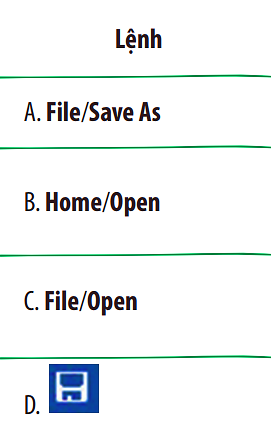 Lệnh
A. File/Save As
B. Home/Open
C. File/Open
D.